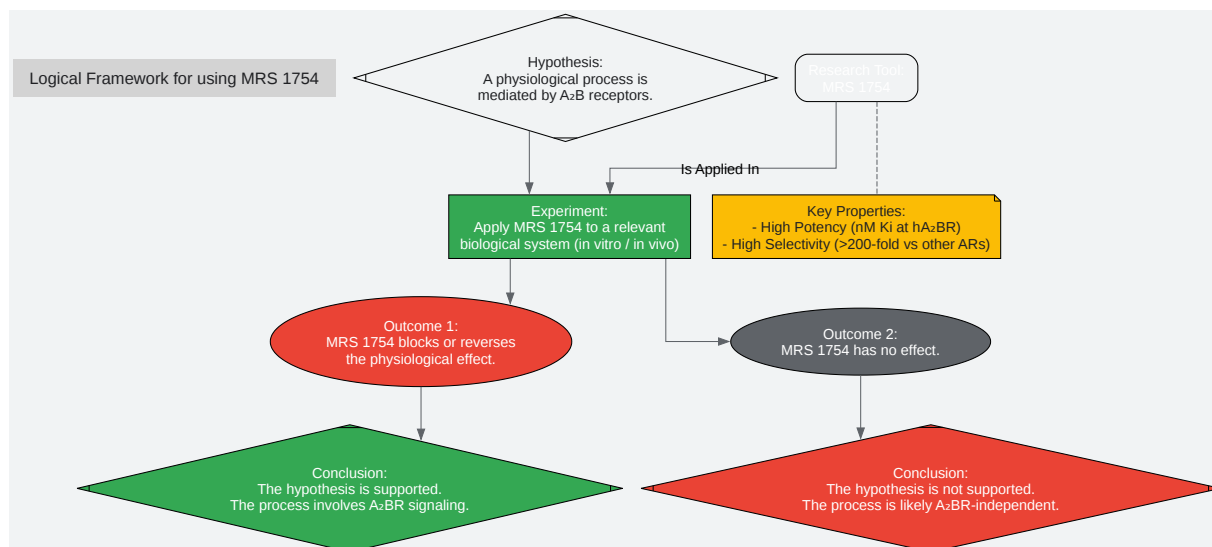 Logical Framework for using MRS 1754
Hypothesis:
A physiological process is
mediated by A₂B receptors.
Research Tool:
MRS 1754
Is Applied In
Experiment:
Apply MRS 1754 to a relevant
biological system (in vitro / in vivo)
Key Properties:
- High Potency (nM Ki at hA₂BR)
- High Selectivity (>200-fold vs other ARs)
Outcome 1:
MRS 1754 blocks or reverses
the physiological effect.
Outcome 2:
MRS 1754 has no effect.
Conclusion:
The hypothesis is supported.
The process involves A₂BR signaling.
Conclusion:
The hypothesis is not supported.
The process is likely A₂BR-independent.